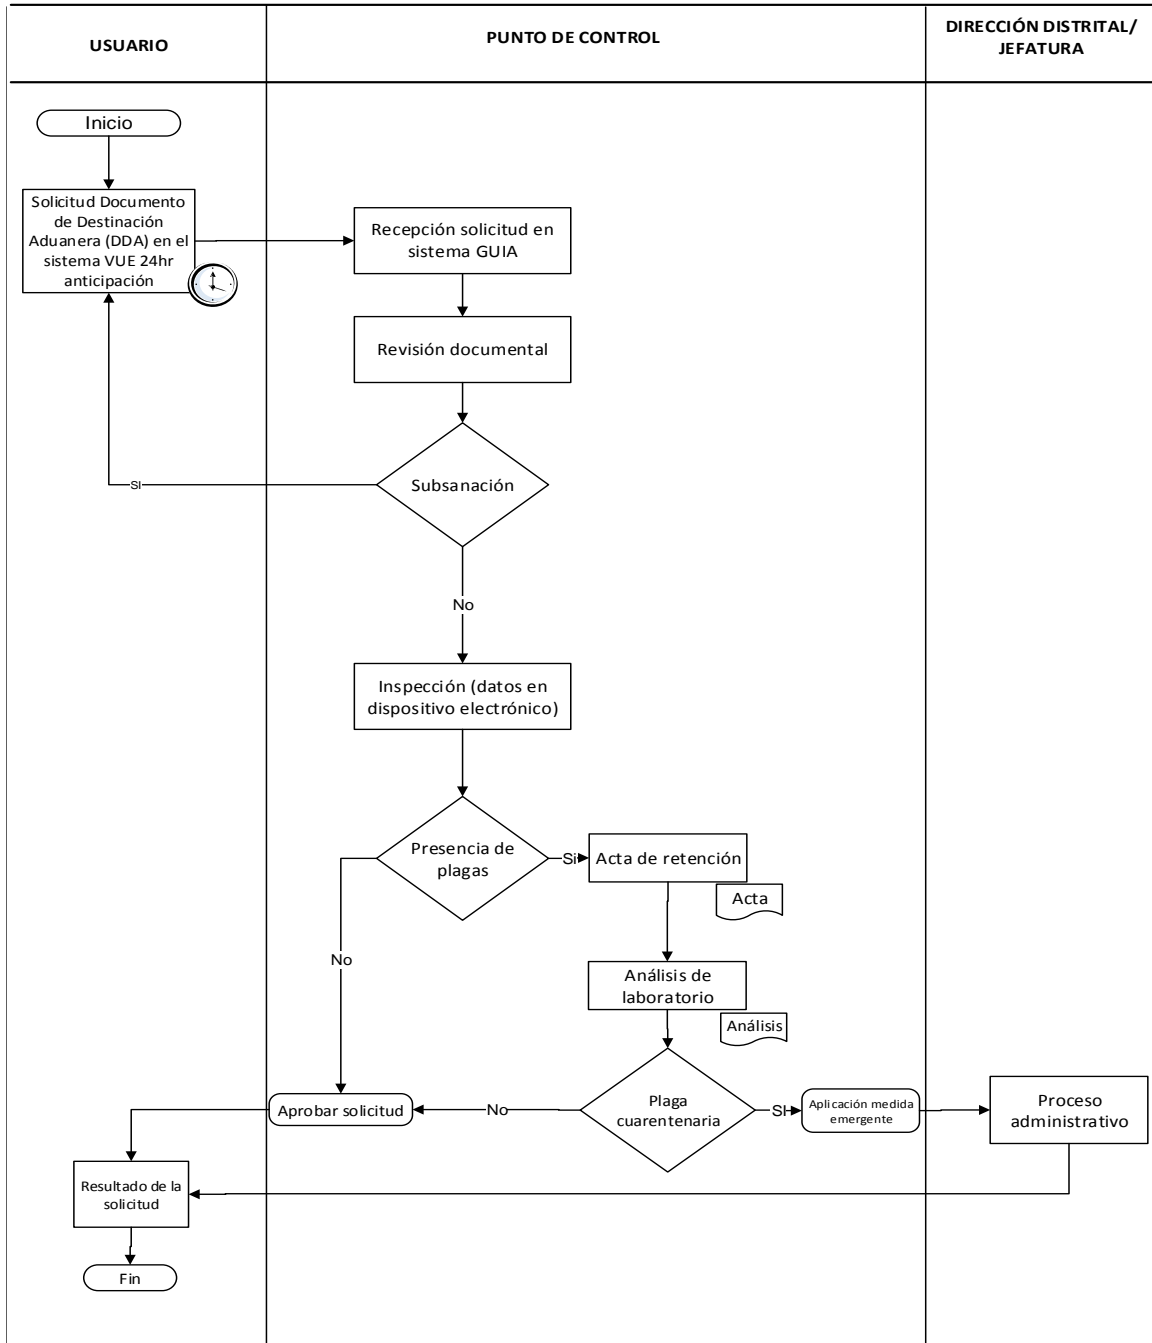 USUARIO
PUNTO DE CONTROL
DIRECCIÓN DISTRITAL/
JEFATURA
Inicio
Solicitud Documento
de Destinación
Aduanera (DDA) en el
sistema VUE 24hr
anticipación
Recepción solicitud en
sistema GUIA
Revisión documental
Subsanación
SI
No
Inspección (datos en
dispositivo electrónico)
Presencia de
plagas
Si
Acta de retención
Acta
No
Análisis de
laboratorio
Análisis
Plaga
cuarentenaria
No
Aprobar solicitud
SI
Aplicación medida
emergente
Proceso
administrativo
Resultado de la
solicitud
Fin